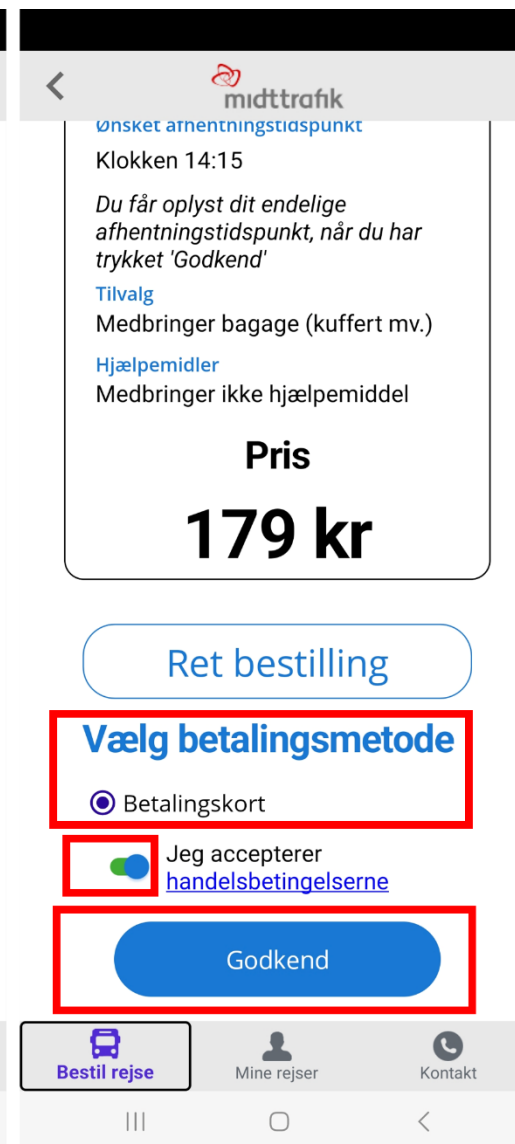 midttrafik
Ønsket afhentningstidspunkt
Klokken 14:15
Du får oplyst dit endelige
afhentningstidspunkt, når du har
trykket 'Godkend'
Tilvalg
Medbringer bagage (kuffert mv.)
Hjælpemidler
Medbringer ikke hjælpemiddel
Pris
179 kr
Ret bestilling
Vælg betalingsmetode
Betalingskort
Jeg accepterer
handelsbetingelserne
Godkend
Bestil rejse
Mine rejser
Kontakt